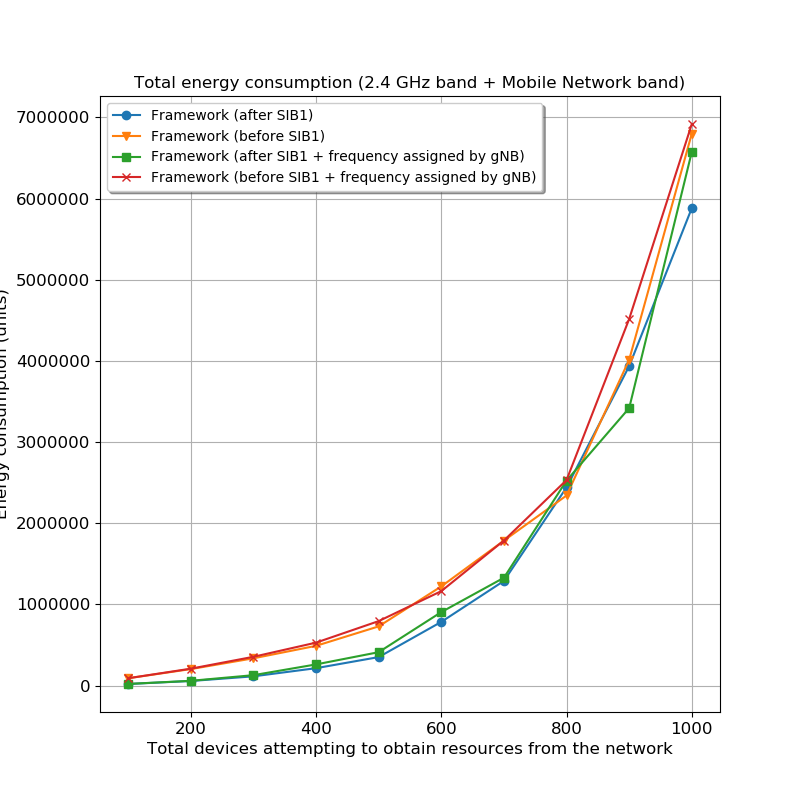 Total energy consumption (2.4 GHz band + Mobile Network band)
Framework (after SIB1)
Framework (before SIB1)
Framework (after SIB1 + frequency assigned by gNB)
Framework (before SIB1 + frequency assigned by gNB)
7000000
6000000
5000000
4000000
3000000
2000000
1000000
0
Energy consumption (units)
200 400 600 800 1000
Total devices attempting to obtain resources from the network